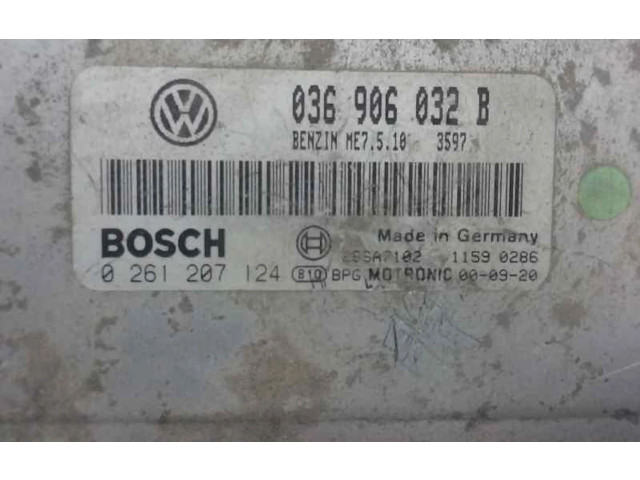 036 906 032 B
BENZIN ME7.5.10 3597
BOSCH
Made in Germany
1159 0286
0 261 207 124 810 BPG MOTRONIC 00-09-20